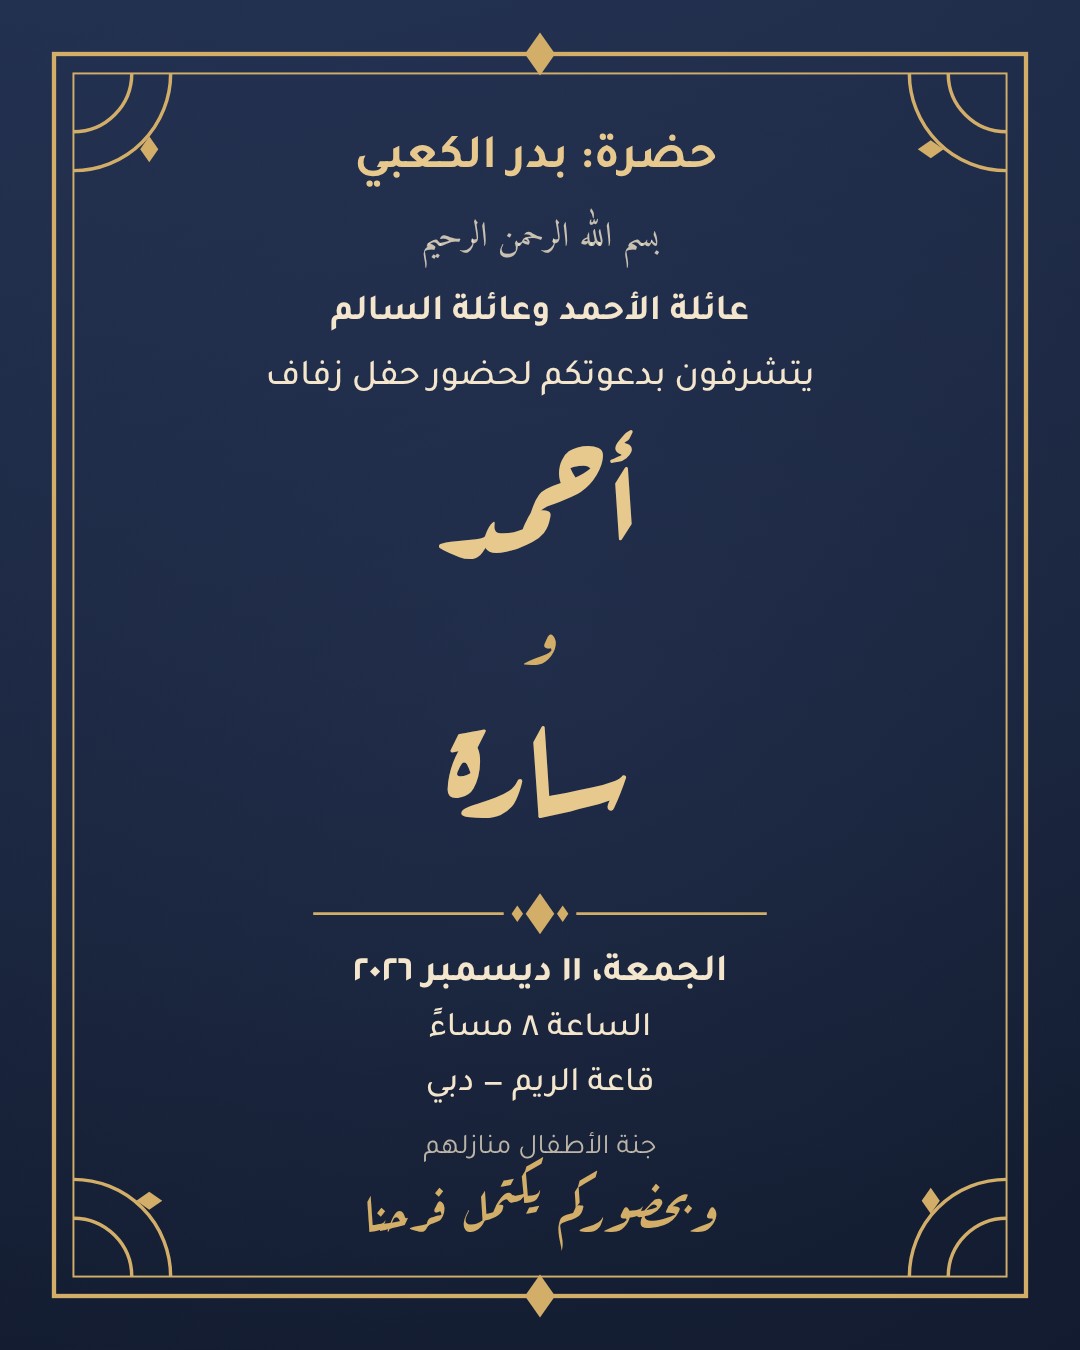 حضرة: بدر الكعبي
بسم الله الرحمن الرحيم
عائلة الأحمد وعائلة السالم
يتشرفون بدعوتكم لحضور حفل زفاف
أحمد
و
سارة
الجمعة، ١١ ديسمبر ٢٠٢٦
الساعة ٨ مساءً
قاعة الريم – دبي
جنة الأطفال منازلهم
وبحضوركم يكتمل فرحنا